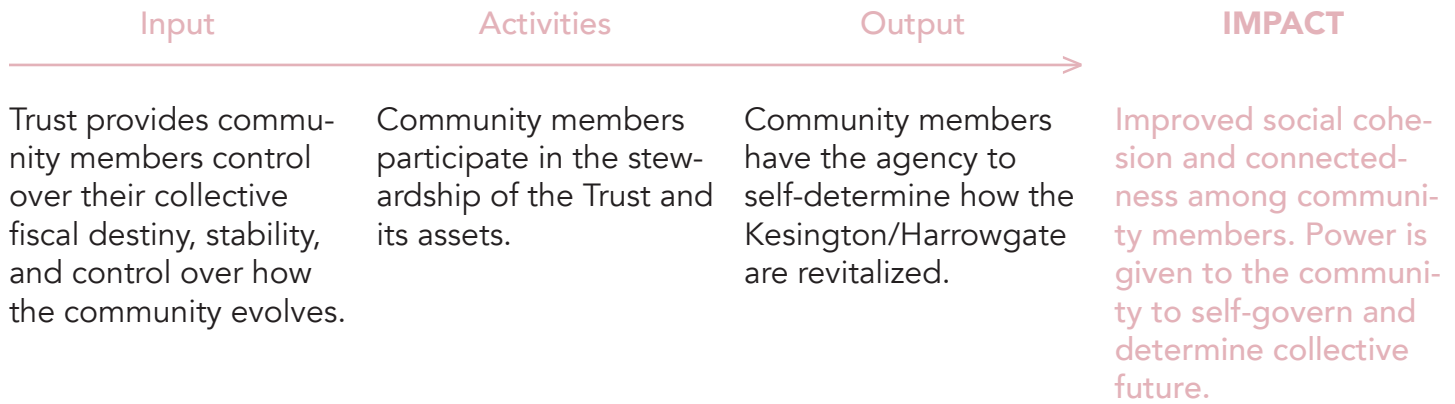 Input
Activities
Output
IMPACT
Trust provides commu-
nity members control
over their collective
fiscal destiny, stability,
and control over how
the community evolves.
Community members
participate in the stew-
ardship of the Trust and
its assets.
Community members
have the agency to
self-determine how the
Kesington/Harrowgate
are revitalized.
Improved social cohe-
sion and connected-
ness among communi-
ty members. Power is
given to the communi-
ty to self-govern and
determine collective
future.